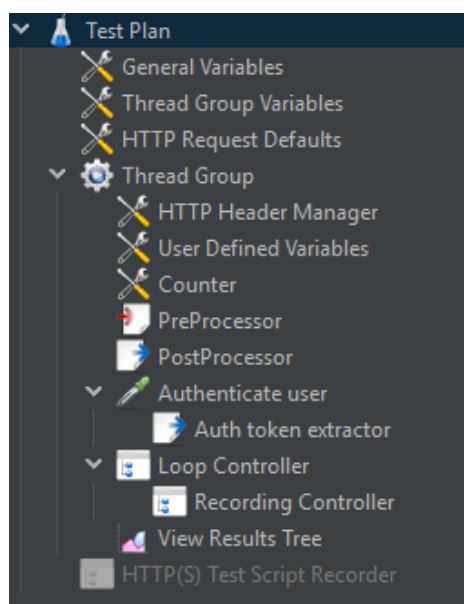 Test Plan
General Variables
Thread Group Variables
HTTP Request Defaults
Thread Group
HTTP Header Manager
User Defined Variables
Counter
PreProcessor
PostProcessor
Authenticate user
Auth token extractor
Loop Controller
Recording Controller
View Results Tree
HTTP(S) Test Script Recorder